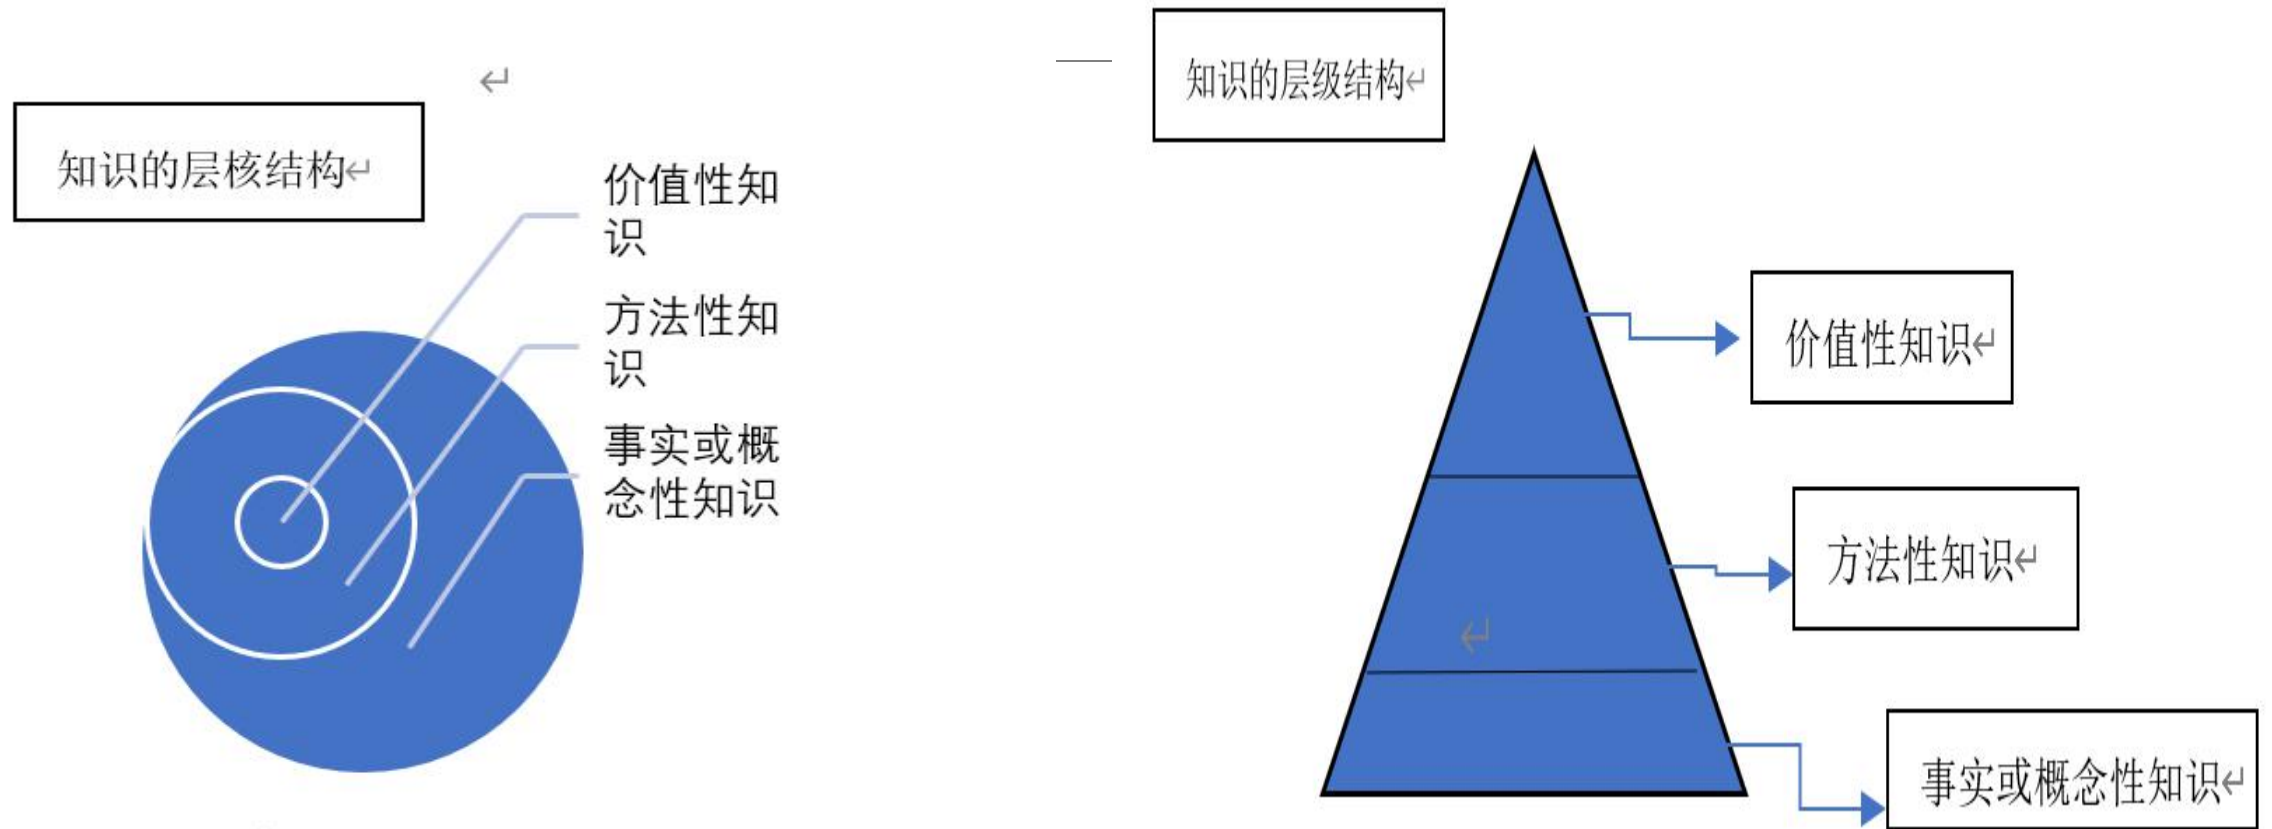 知识的层核结构
价值性知
识
方法性知
识
事实或概
念性知识
知识的层级结构
价值性知识
方法性知识
事实或概念性知识